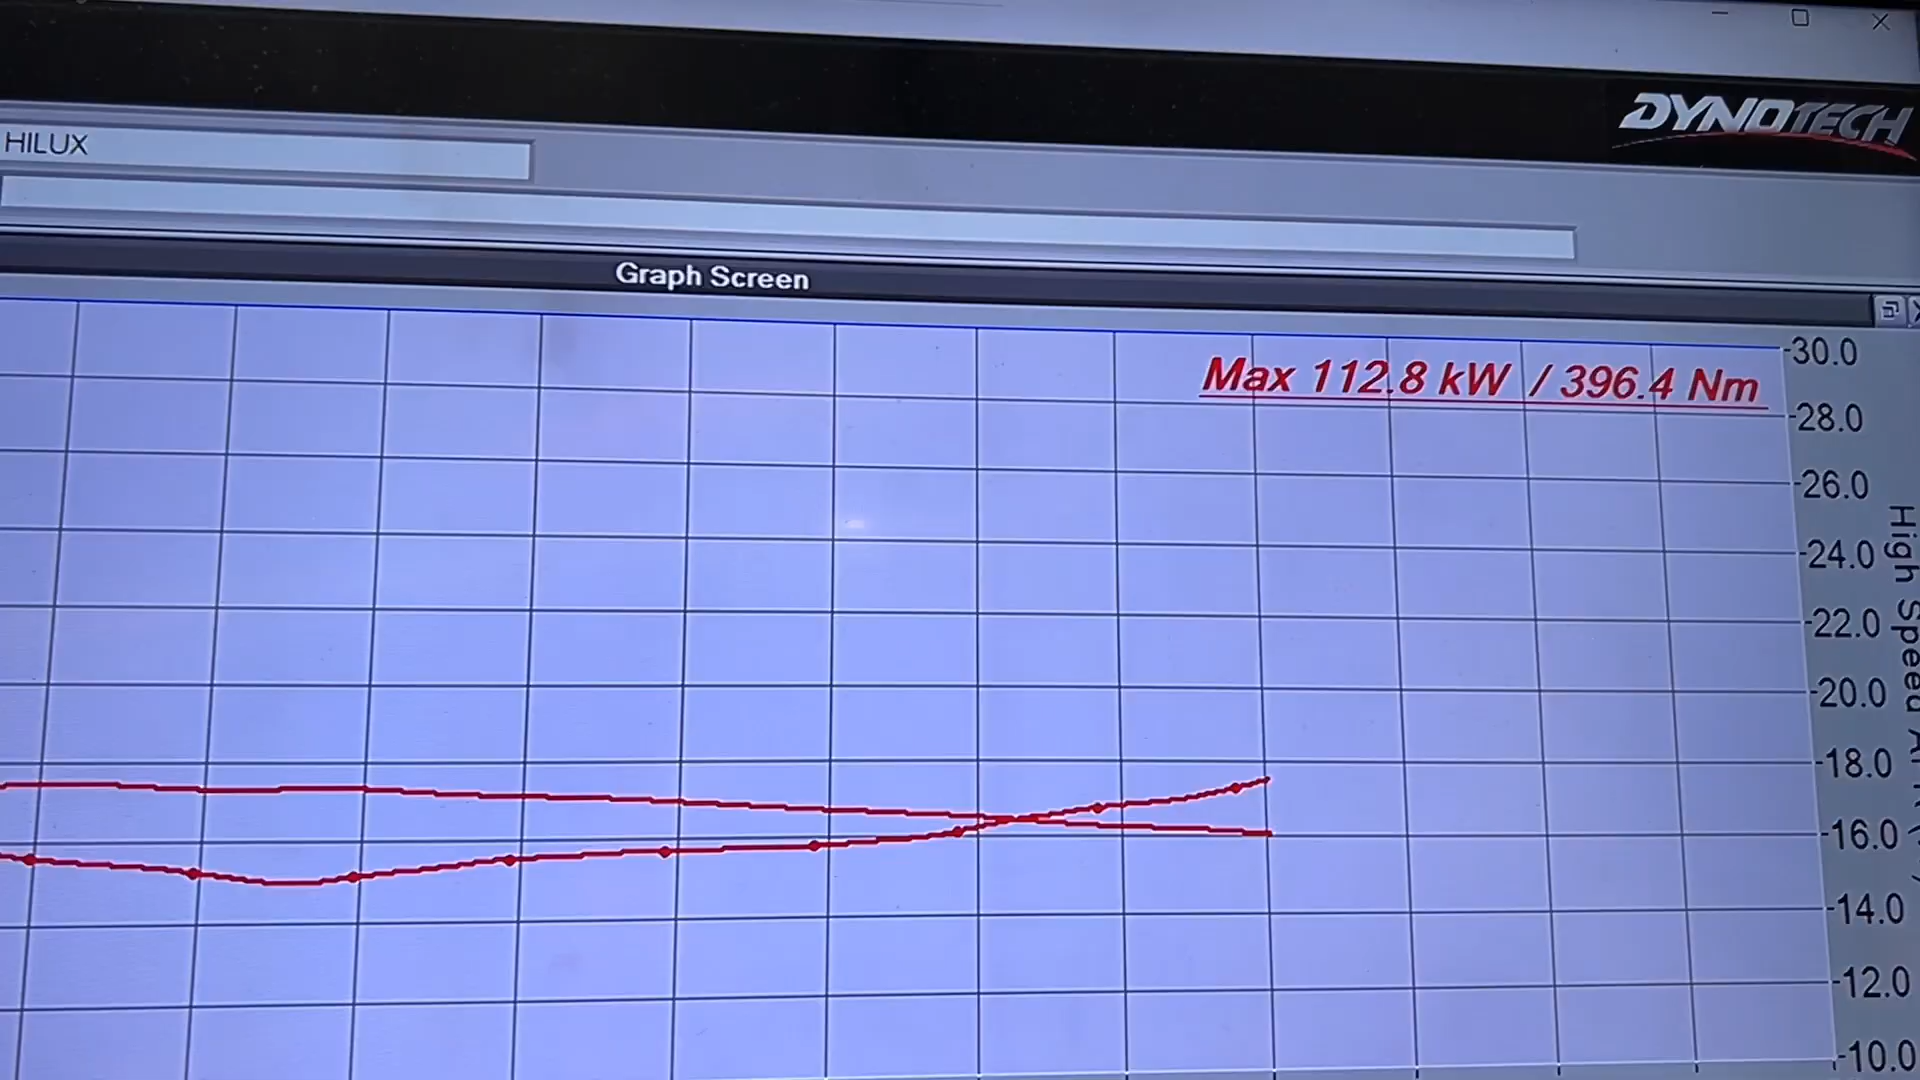 DYNOTECH
HILUX
Graph Screen
Max 112.8 kW / 396.4 Nm
30.0
28.0
26.0
24.0
22.0
20.0
18.0
16.0
14.0
12.0
10.0
High Speed